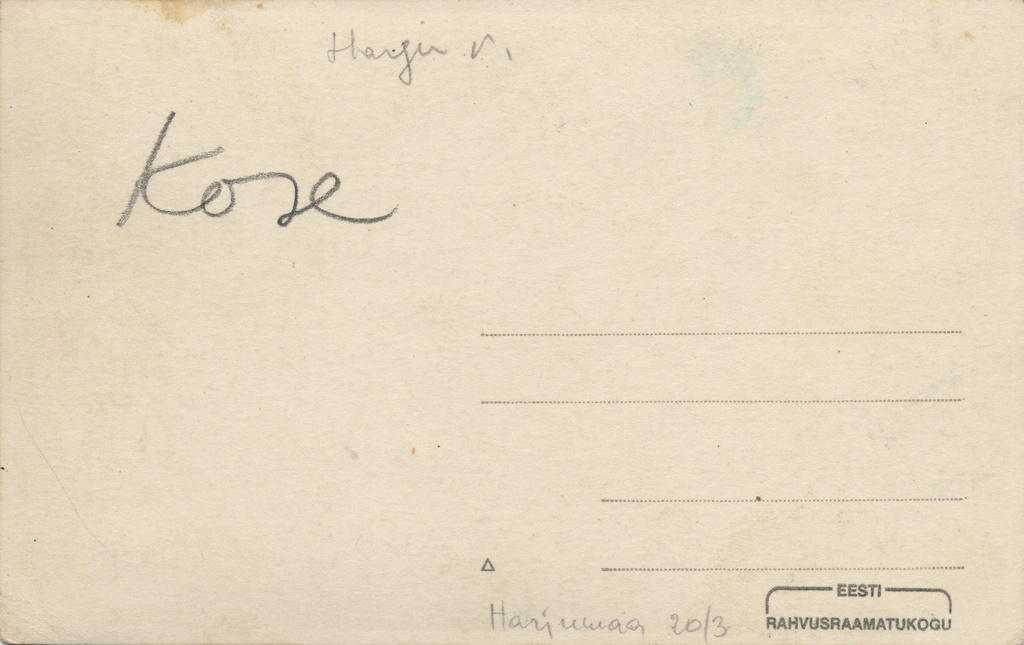 Harju V.
Kose
Harjumaa 20/3
EESTI
RAHVUSRAAMATUKOGU